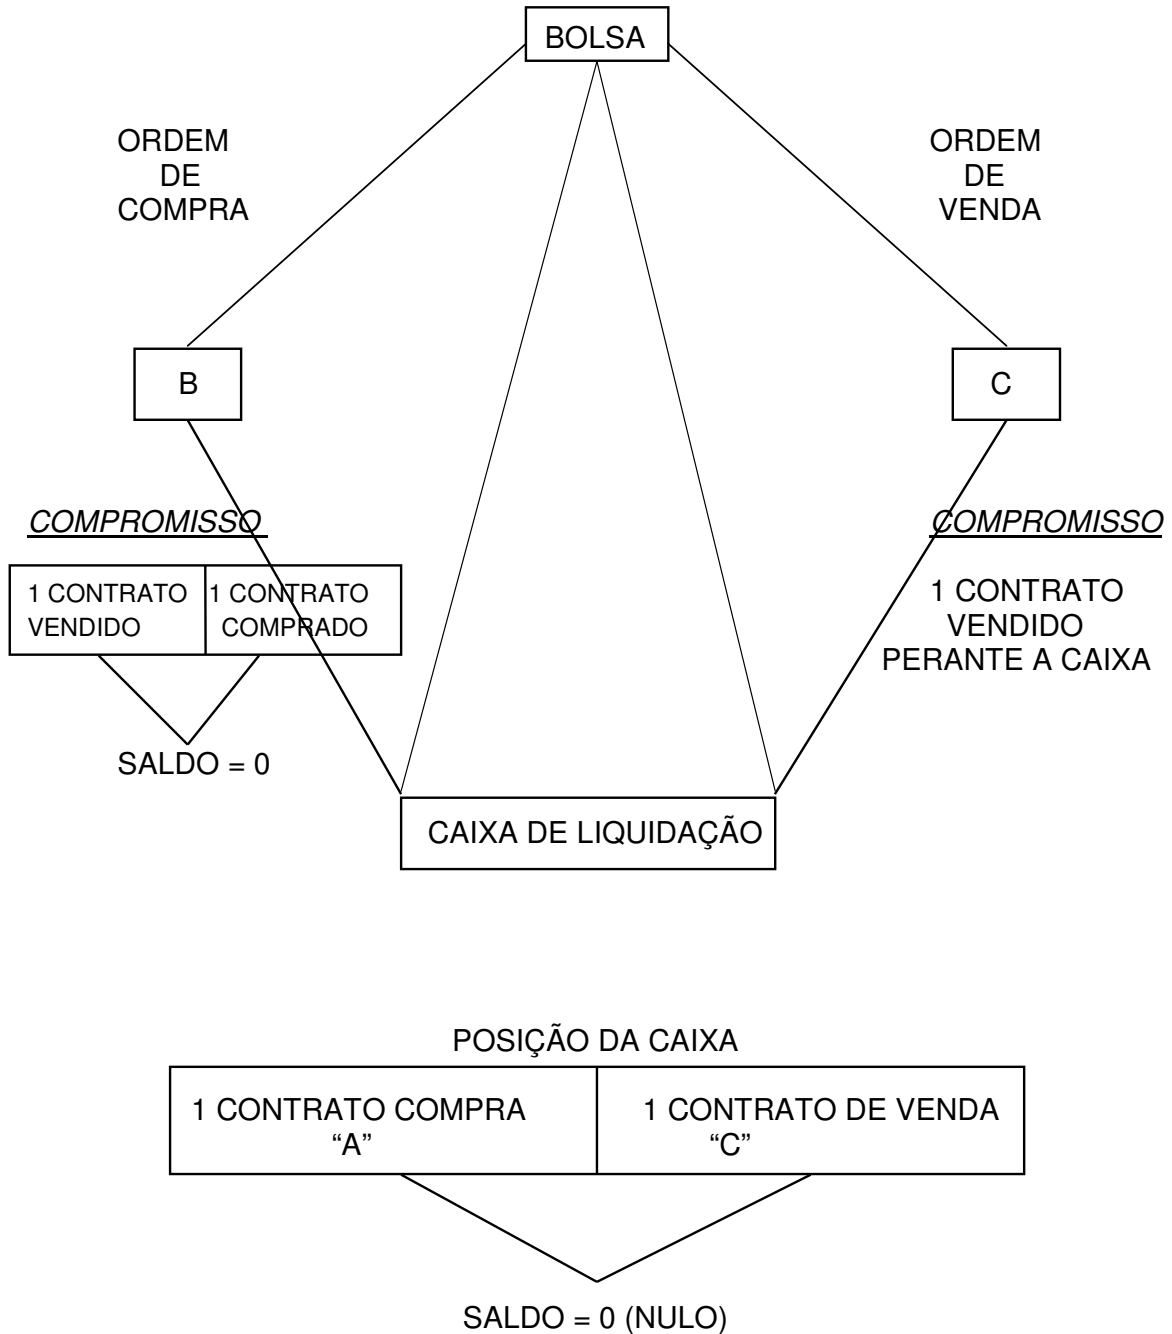 BOLSA
ORDEM
DE
COMPRA
ORDEM
DE
VENDA
B
C
COMPROMISSO
1 CONTRATO
VENDIDO
1 CONTRATO
COMPRADO
SALDO = 0
COMPROMISSO
1 CONTRATO
VENDIDO
PERANTE A CAIXA
CAIXA DE LIQUIDAÇÃO
POSIÇÃO DA CAIXA
1 CONTRATO COMPRA
“A”
1 CONTRATO DE VENDA
“C”
SALDO = 0 (NULO)